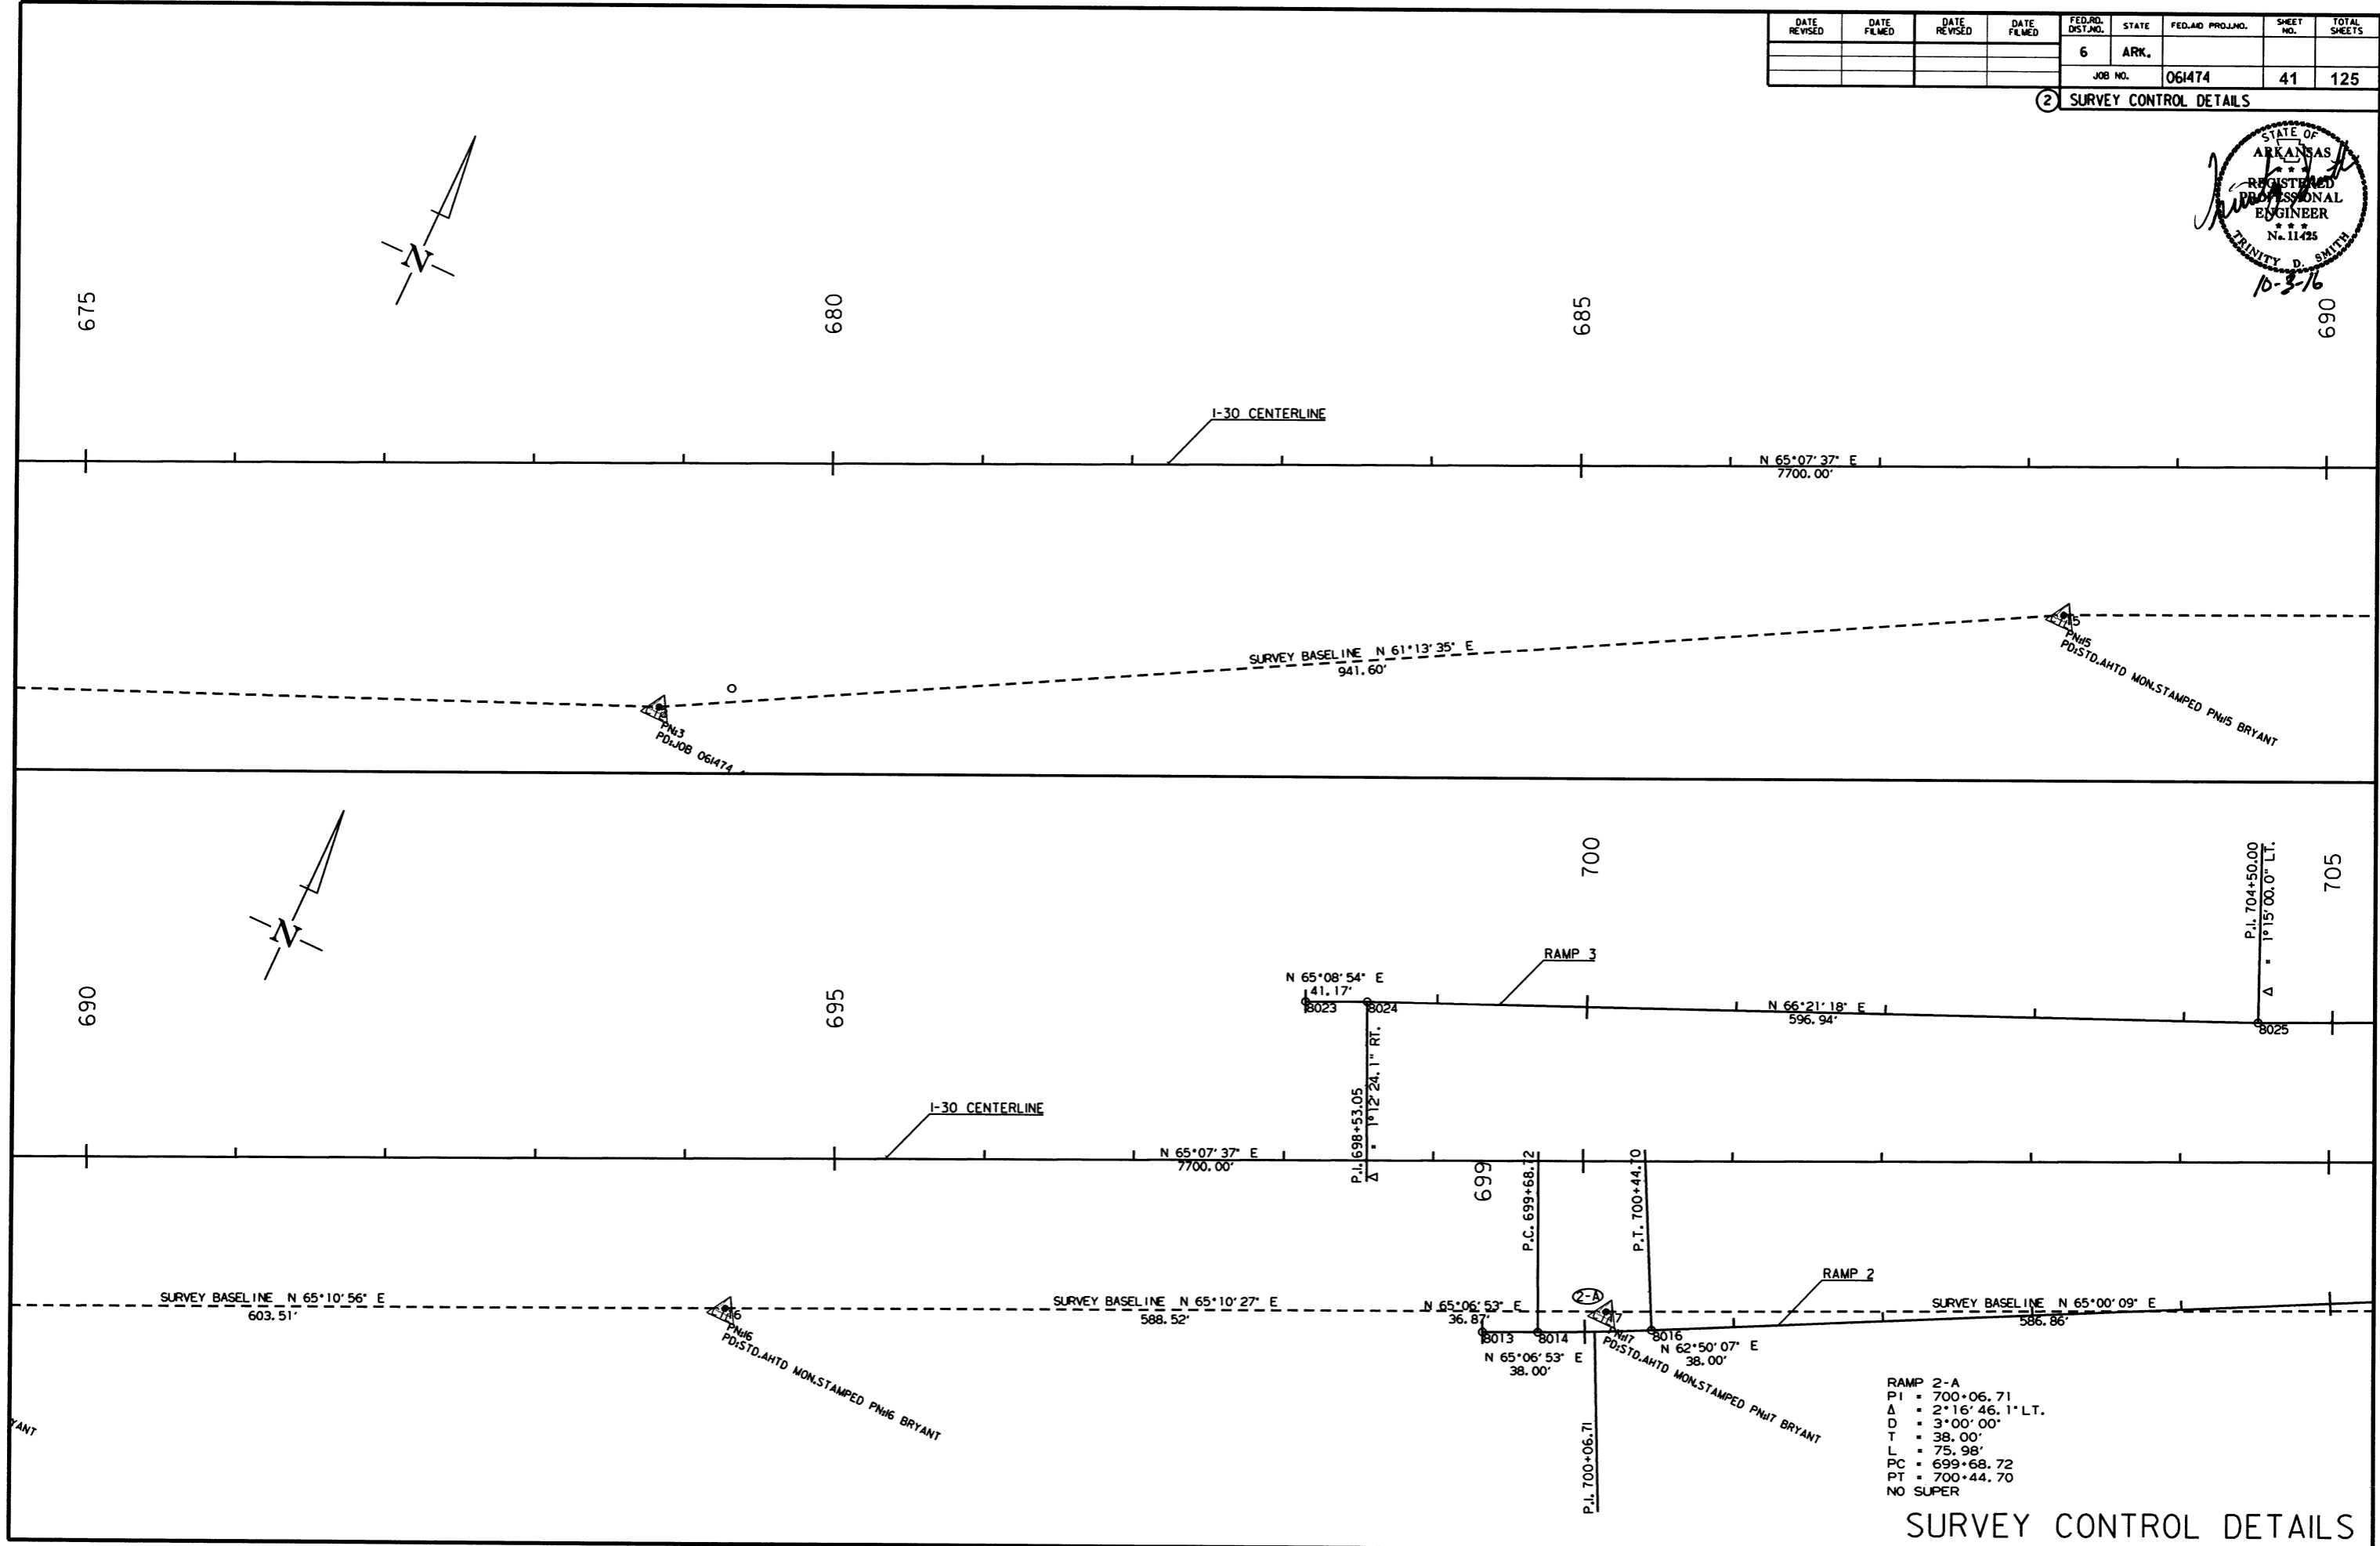 DATE REVISED
DATE FILMED
DATE REVISED
DATE FILMED
FED.RD. DIST.NO.
STATE
FED.AID PROJ.NO.
SHEET NO.
TOTAL SHEETS
6
ARK.
JOB NO.
061474
41
125
2
SURVEY CONTROL DETAILS
STATE OF
ARKANSAS
* * *
REGISTERED
PROFESSIONAL
ENGINEER
* * *
No. 11425
TRINITY D. SMITH
10-3-16
N
675
680
685
690
I-30 CENTERLINE
N 65°07'37" E
7700.00'
SURVEY BASELINE N 61°13'35" E
941.60'
PN:3
PD:JOB 061474
PN:15
PD:STD.AHTD MON.STAMPED PN:15 BRYANT
N
690
695
700
705
P.I. 704+50.00
Δ = 1°15'00.0" LT.
RAMP 3
N 65°08'54" E
41.17'
8023
8024
N 66°21'18" E
596.94'
8025
P.I. 698+53.05
Δ = 1°12'24.1" RT.
I-30 CENTERLINE
N 65°07'37" E
7700.00'
699
P.C. 699+68.72
P.T. 700+44.70
RAMP 2
SURVEY BASELINE N 65°10'56" E
603.51'
PN:16
PD:STD.AHTD MON.STAMPED PN:16 BRYANT
SURVEY BASELINE N 65°10'27" E
588.52'
N 65°06'53" E
36.87'
2-A
8013
8014
8016
PN:17
PD:STD.AHTD MON.STAMPED PN:17 BRYANT
SURVEY BASELINE N 65°00'09" E
586.86'
N 65°06'53" E
38.00'
N 62°50'07" E
38.00'
P.I. 700+06.71
YANT
RAMP 2-A
PI = 700+06.71
Δ = 2°16'46.1" LT.
D = 3°00'00"
T = 38.00'
L = 75.98'
PC = 699+68.72
PT = 700+44.70
NO SUPER
SURVEY CONTROL DETAILS